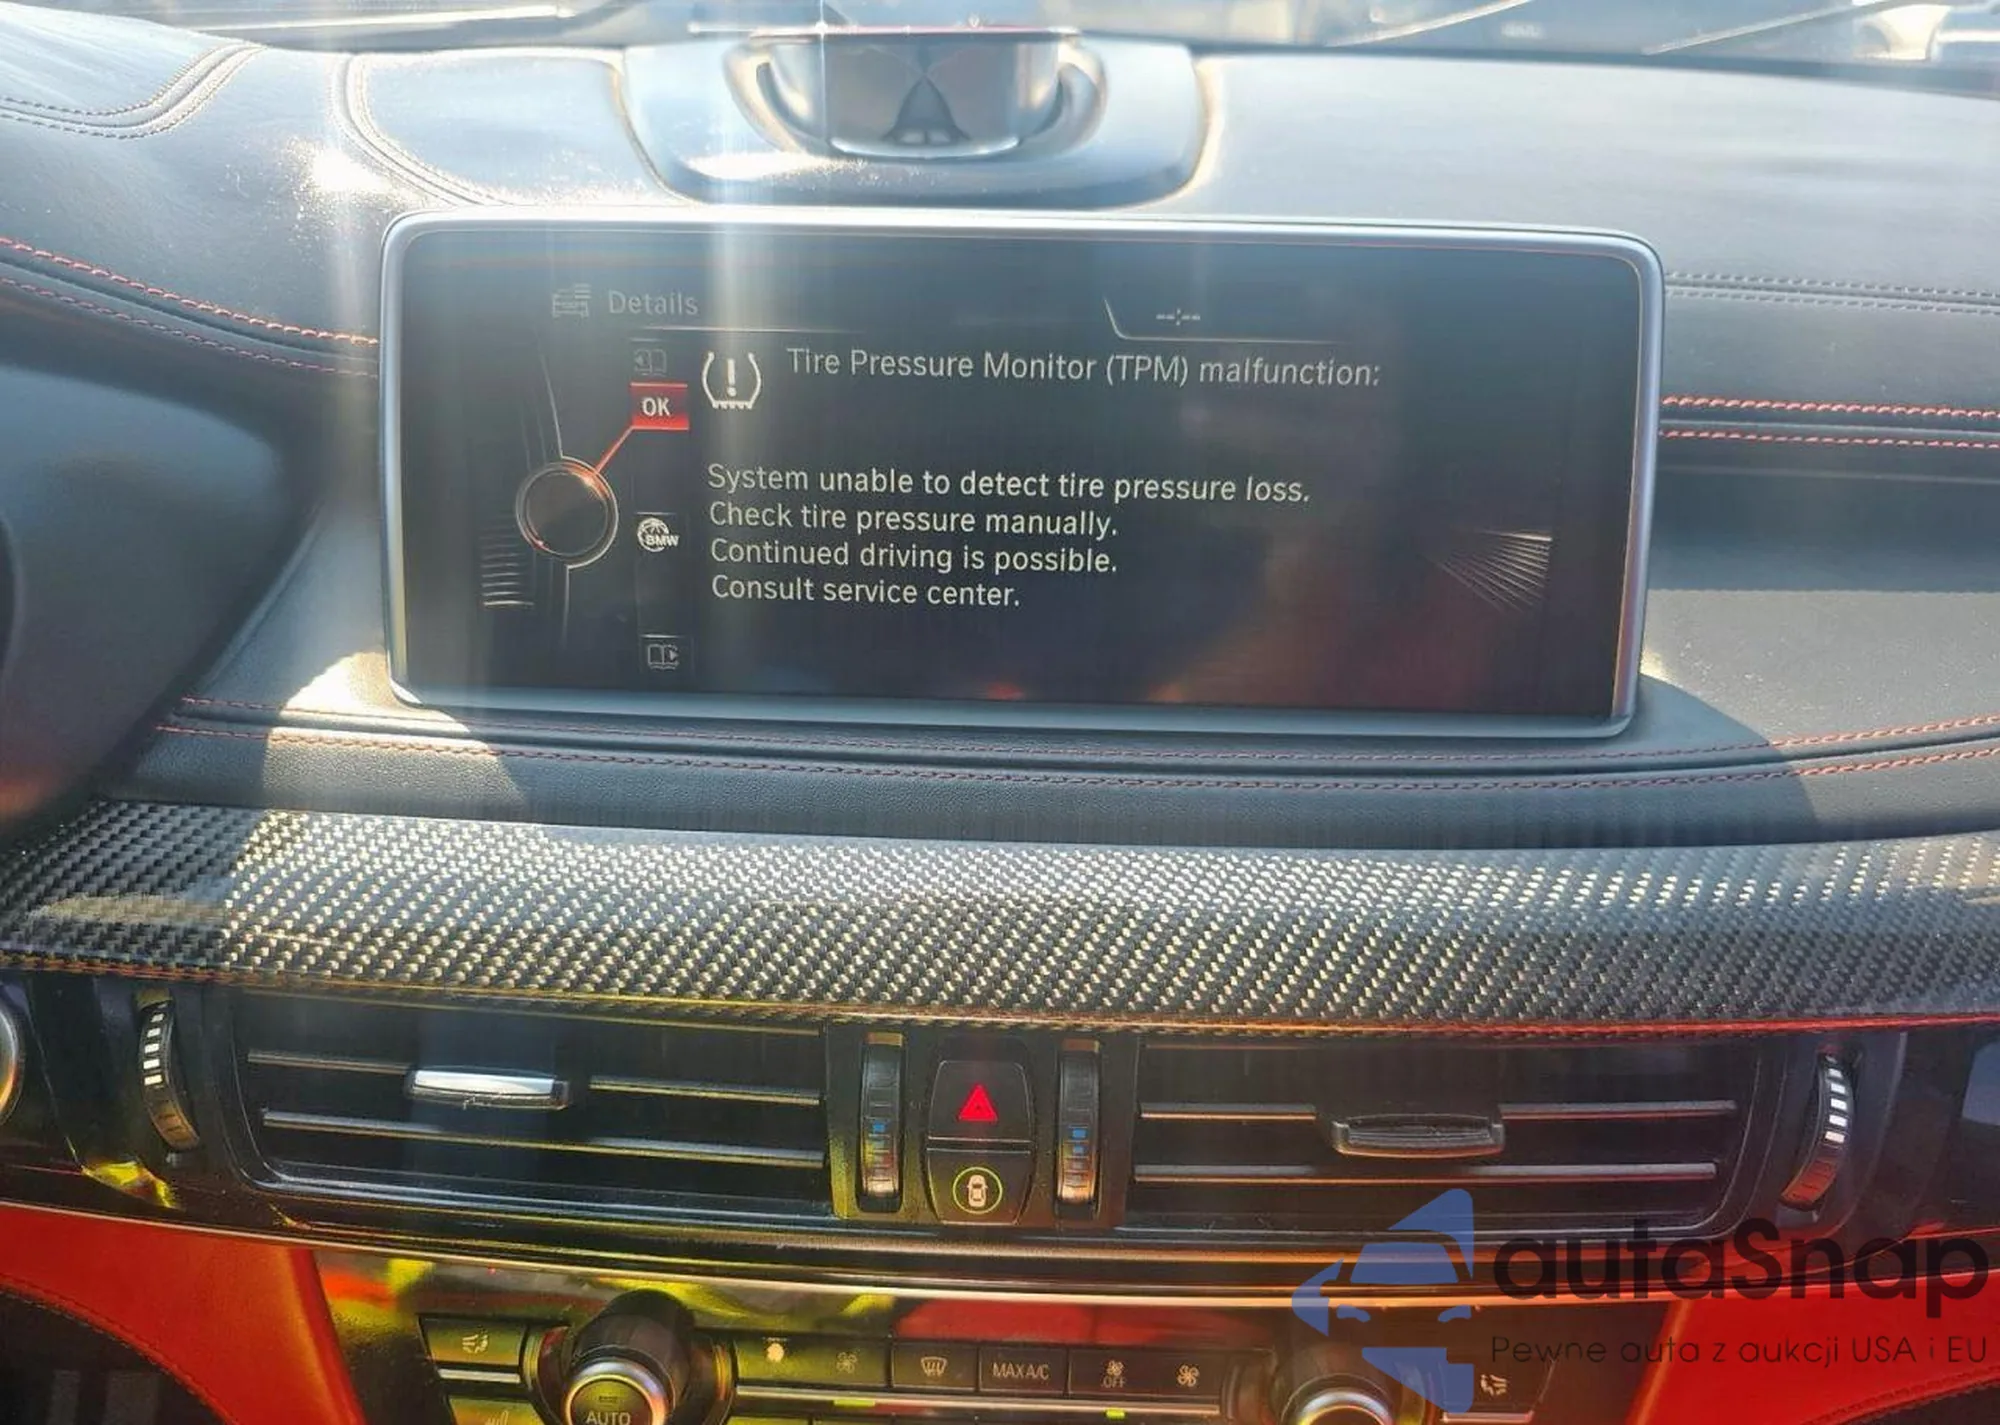 Details
--:--
Tire Pressure Monitor (TPM) malfunction:
OK
System unable to detect tire pressure loss.
Check tire pressure manually.
Continued driving is possible.
Consult service center.
BMW
MAX A/C
OFF
AUTO
autaSnap
Pewne auta z aukcji USA i EU